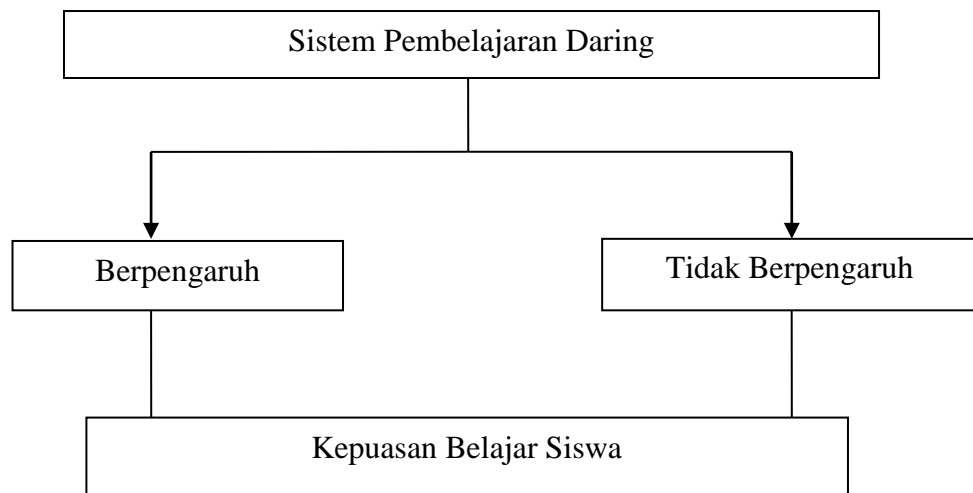 Sistem Pembelajaran Daring
Berpengaruh
Tidak Berpengaruh
Kepuasan Belajar Siswa